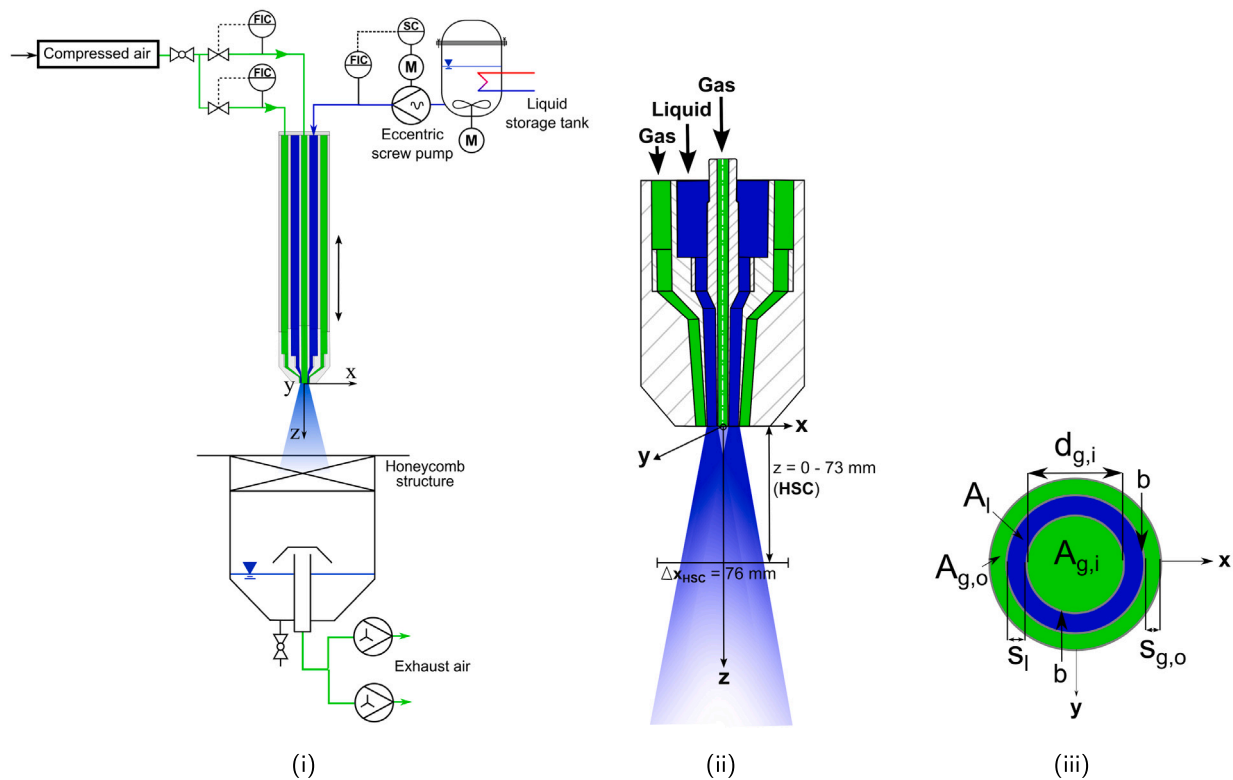 FIC
SC
Compressed air
FIC
FIC
M
Liquid
storage tank
Eccentric
screw pump
M
x
y
z
Honeycomb
structure
Exhaust air
(i)
Gas
Liquid
Gas
x
y
z = 0 - 73 mm
(HSC)
Δx_HSC = 76 mm
z
(ii)
d_g,i
b
A_l
A_g,i
A_g,o
x
s_l
b
s_g,o
y
(iii)